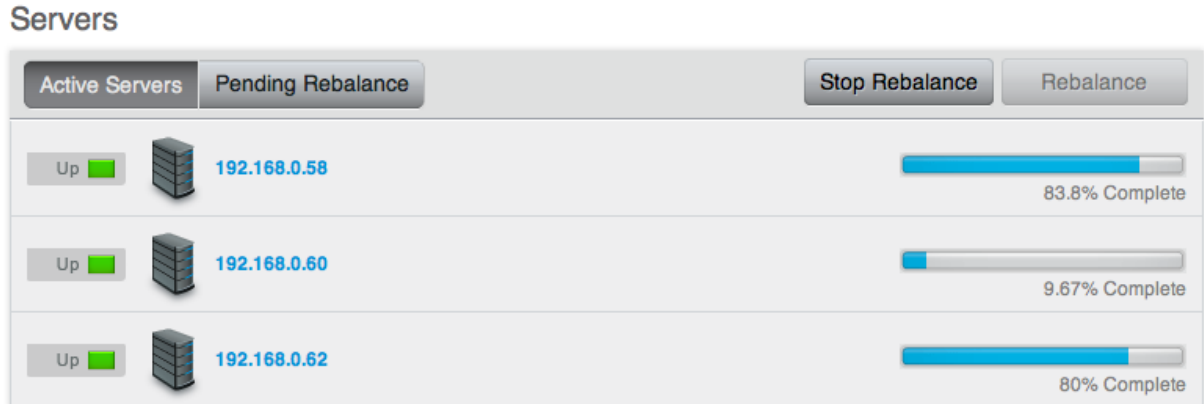 Servers
Active Servers Pending Rebalance Stop Rebalance Rebalance
Up 192.168.0.58
83.8% Complete
Up 192.168.0.60
9.67% Complete
Up 192.168.0.62
80% Complete